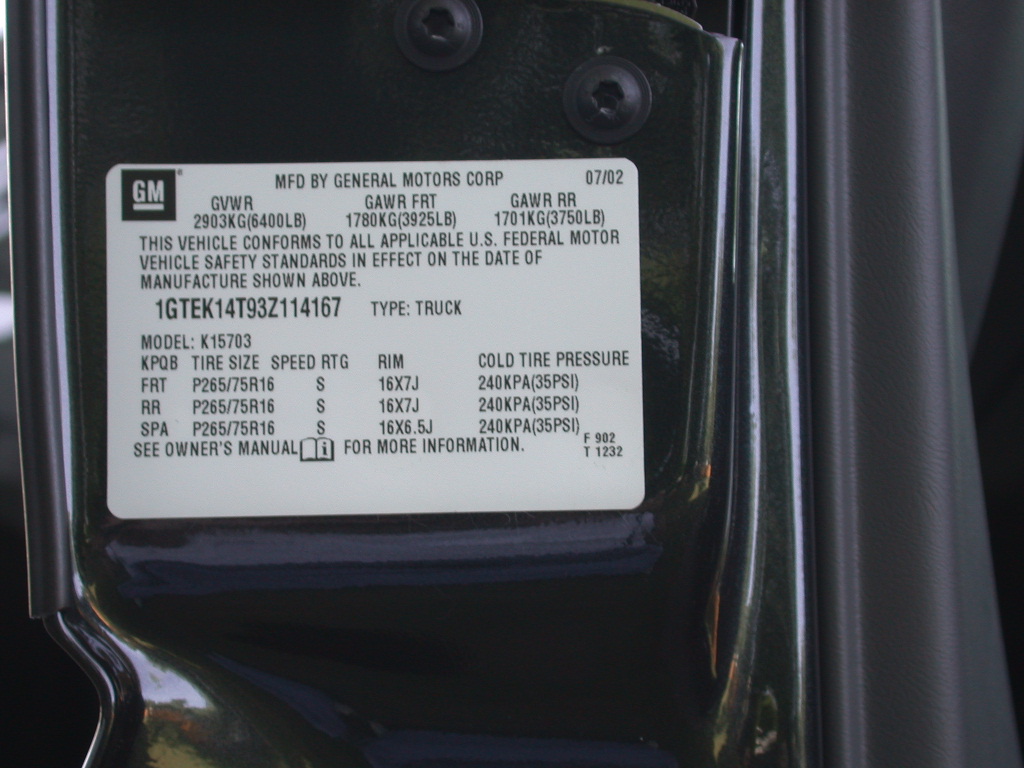 GM® MFD BY GENERAL MOTORS CORP 07/02
GVWR GAWR FRT GAWR RR
2903KG(6400LB) 1780KG(3925LB) 1701KG(3750LB)
THIS VEHICLE CONFORMS TO ALL APPLICABLE U.S. FEDERAL MOTOR
VEHICLE SAFETY STANDARDS IN EFFECT ON THE DATE OF
MANUFACTURE SHOWN ABOVE.
1GTEK14T93Z114167 TYPE: TRUCK
MODEL: K15703
KPQB TIRE SIZE SPEED RTG RIM COLD TIRE PRESSURE
FRT P265/75R16 S 16X7J 240KPA(35PSI)
RR P265/75R16 S 16X7J 240KPA(35PSI)
SPA P265/75R16 S 16X6.5J 240KPA(35PSI)
SEE OWNER'S MANUAL i FOR MORE INFORMATION. F 902
T 1232